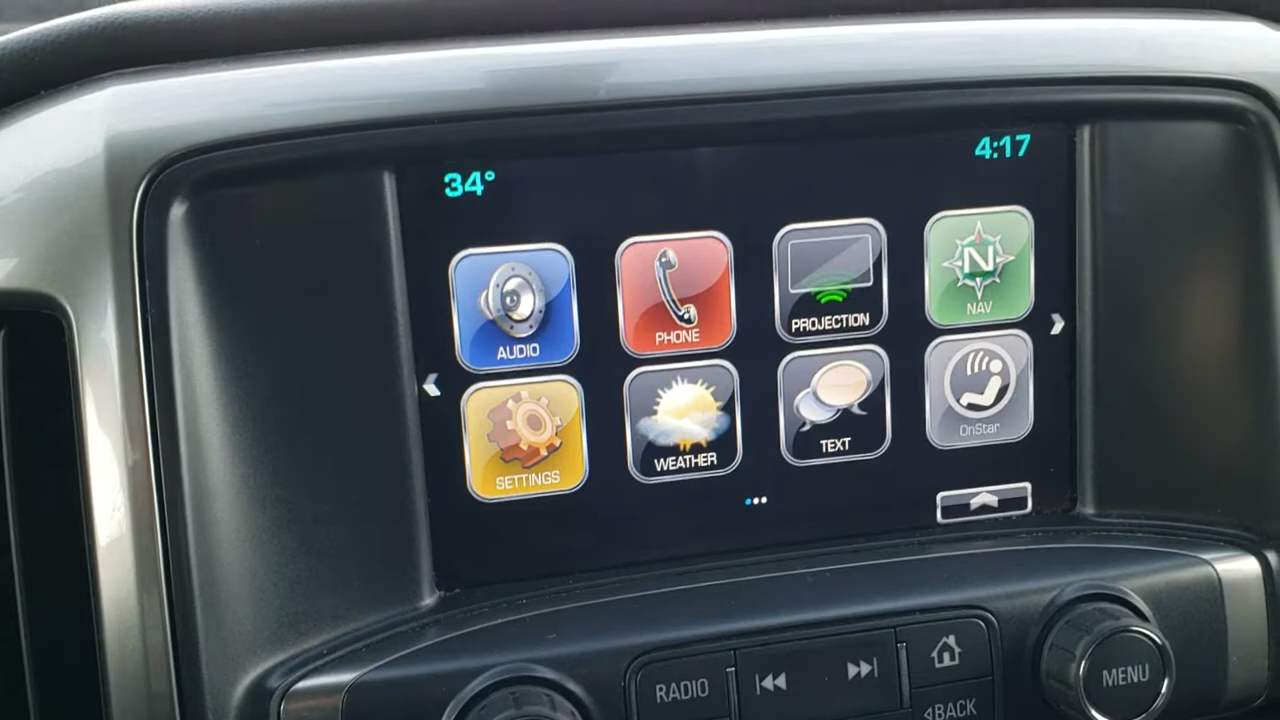 34°
4:17
AUDIO
PHONE
PROJECTION
N
NAV
SETTINGS
WEATHER
TEXT
OnStar
RADIO
BACK
MENU